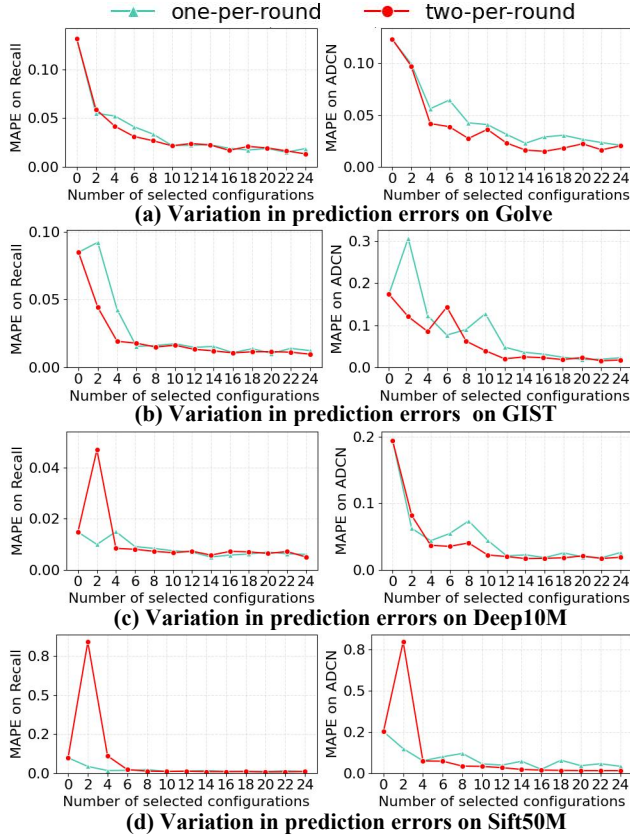 one-per-round two-per-round
MAPE on Recall
0.10
0.05
0.00
0 2 4 6 8 10 12 14 16 18 20 22 24
Number of selected configurations
MAPE on ADCN
0.10
0.05
0.00
0 2 4 6 8 10 12 14 16 18 20 22 24
Number of selected configurations
(a) Variation in prediction errors on Golve
MAPE on Recall
0.10
0.05
0.00
0 2 4 6 8 10 12 14 16 18 20 22 24
Number of selected configurations
MAPE on ADCN
0.3
0.2
0.1
0.0
0 2 4 6 8 10 12 14 16 18 20 22 24
Number of selected configurations
(b) Variation in prediction errors on GIST
MAPE on Recall
0.04
0.02
0.00
0 2 4 6 8 10 12 14 16 18 20 22 24
Number of selected configurations
MAPE on ADCN
0.2
0.1
0.0
0 2 4 6 8 10 12 14 16 18 20 22 24
Number of selected configurations
(c) Variation in prediction errors on Deep10M
MAPE on Recall
0.8
0.5
0.2
0.0
0 2 4 6 8 10 12 14 16 18 20 22 24
Number of selected configurations
MAPE on ADCN
0.8
0.5
0.2
0.0
0 2 4 6 8 10 12 14 16 18 20 22 24
Number of selected configurations
(d) Variation in prediction errors on Sift50M